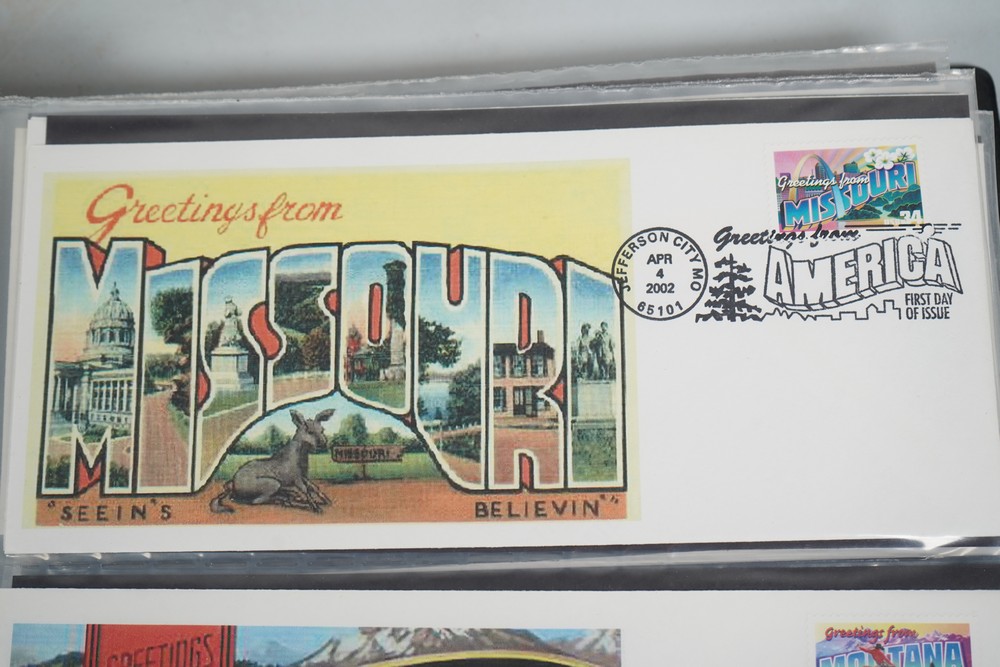 Greetings from
MISSOURI
MISSOURI
"SEEIN'S BELIEVIN'"
Greetings from
MISSOURI
34
JEFFERSON CITY MO
APR
4
2002
65101
Greetings from
AMERICA
FIRST DAY
OF ISSUE
GREETINGS
Greetings from
MONTANA